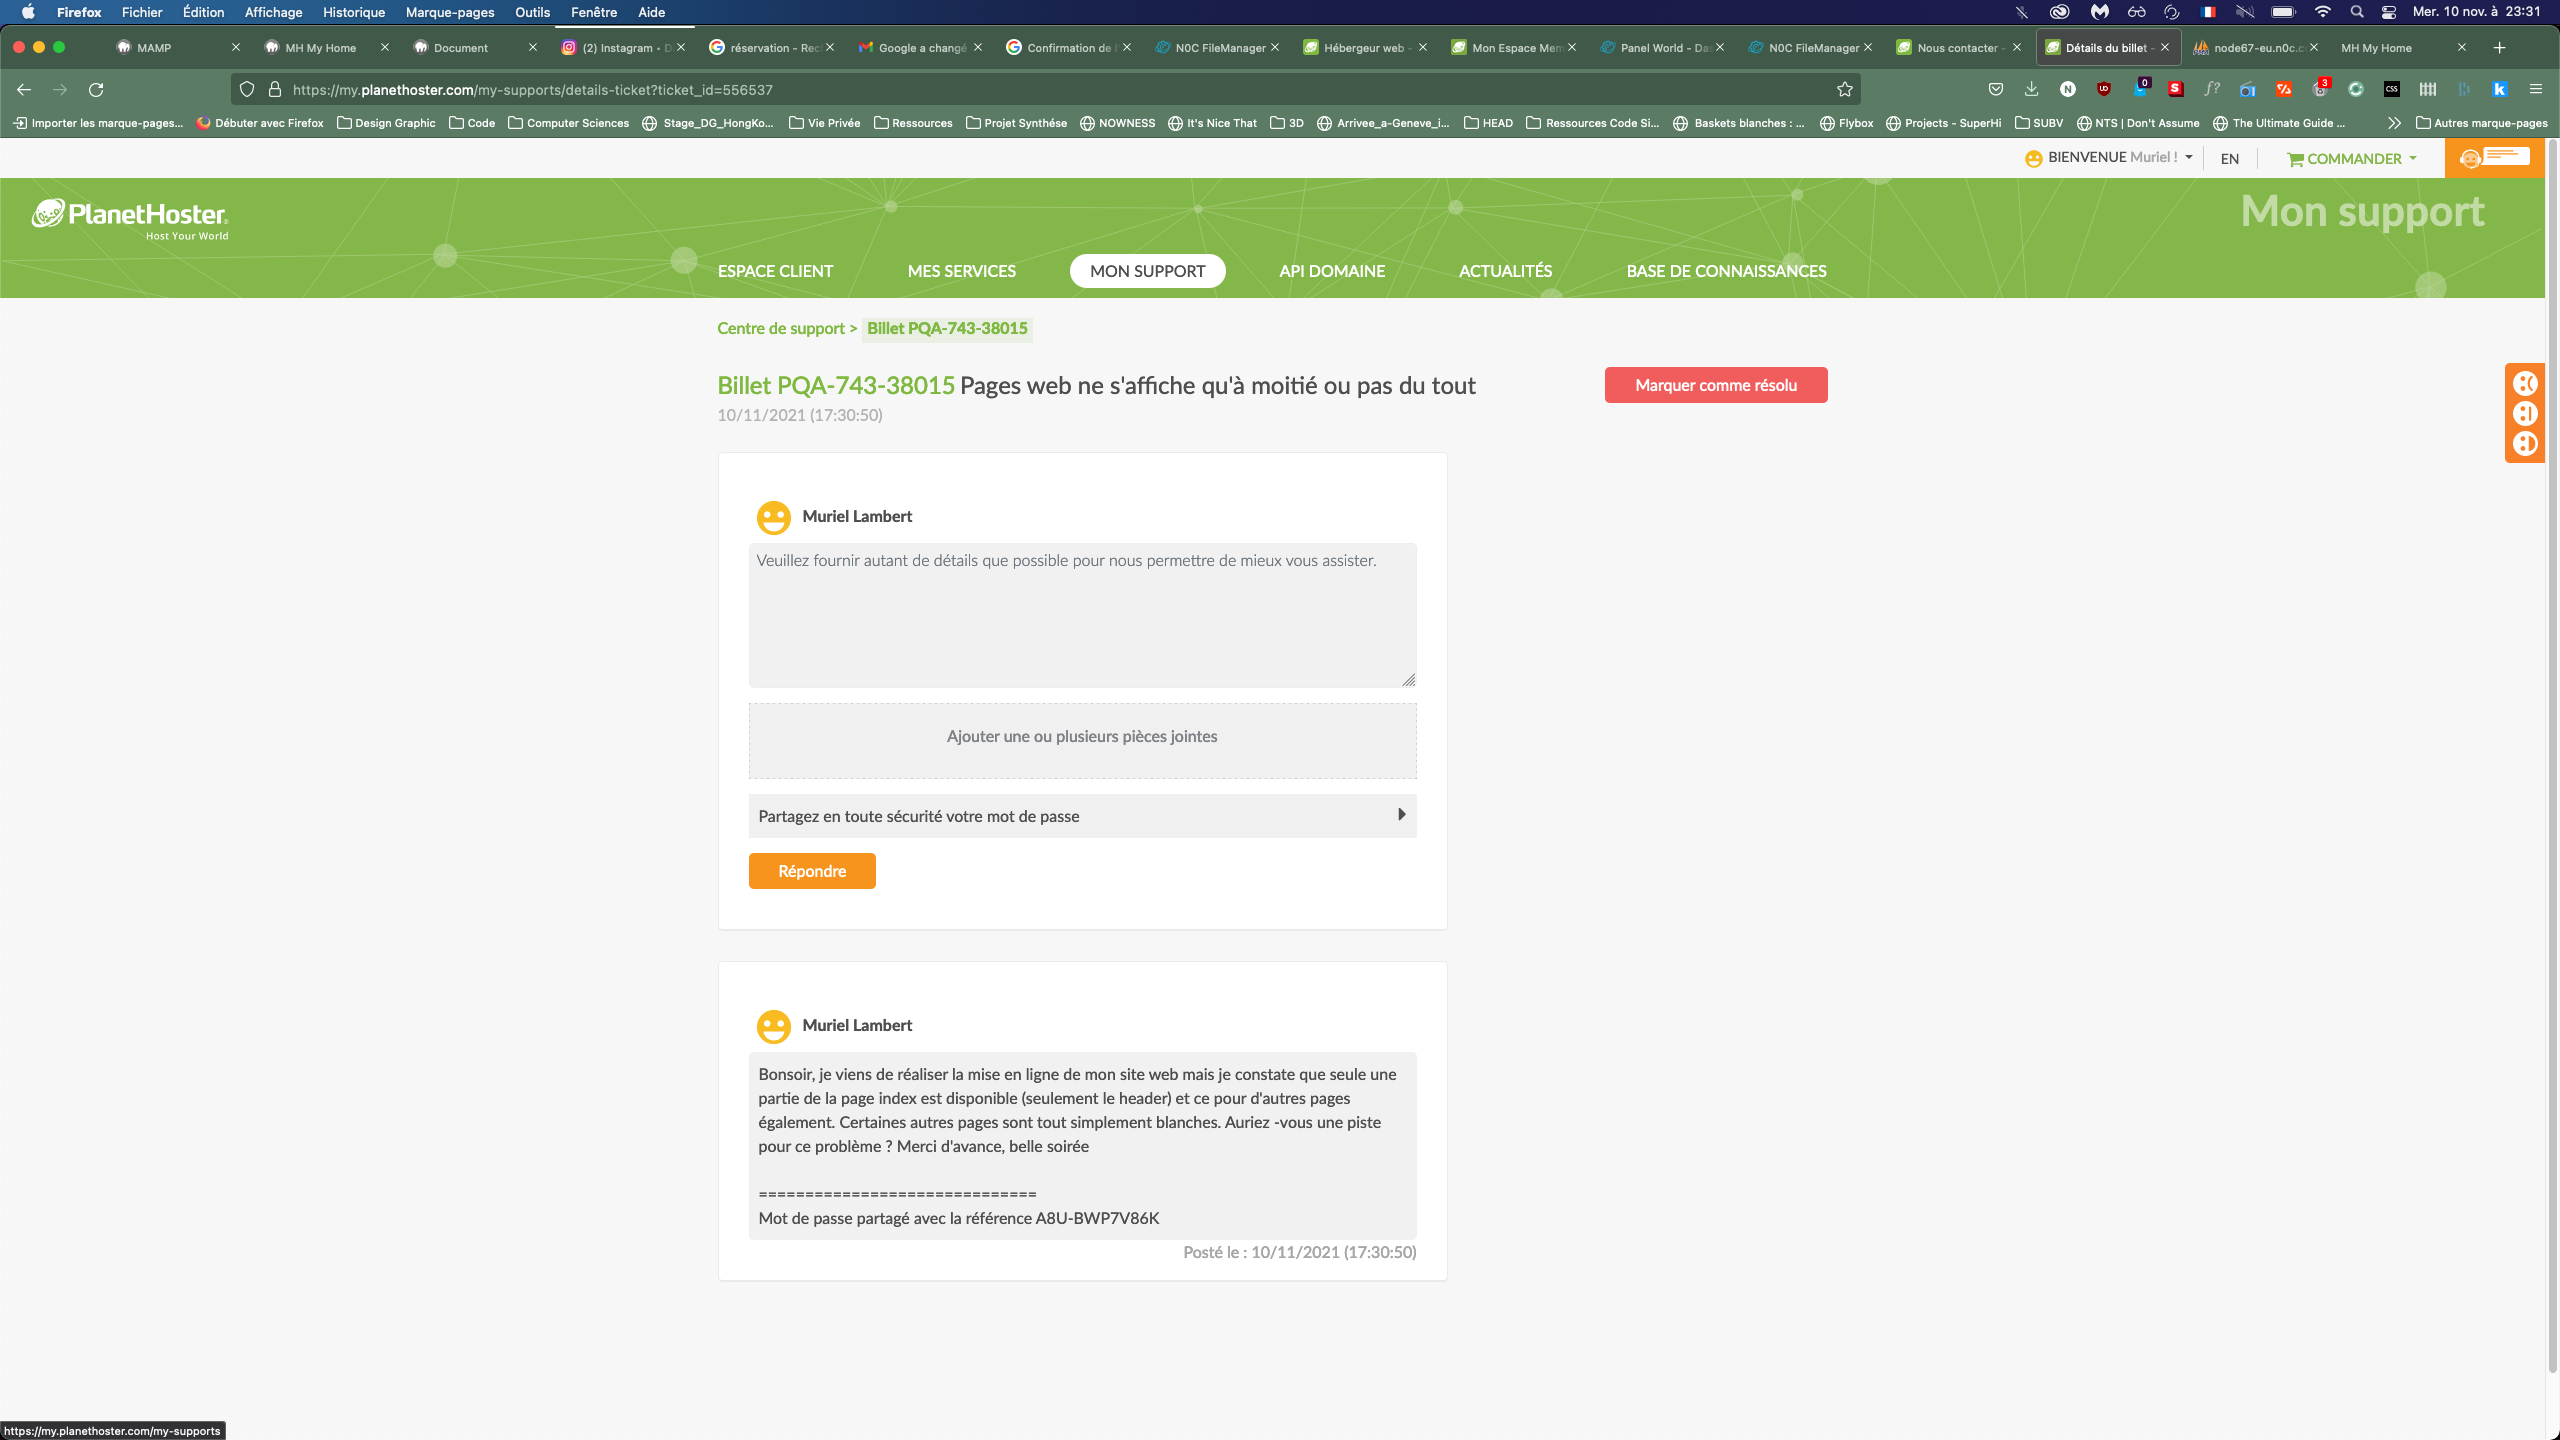 Firefox Fichier Édition Affichage Historique Marque-pages Outils Fenêtre Aide Mer. 10 nov. à 23:31
MAMP MH My Home Document (2) Instagram • D réservation - Rec Google a changé Confirmation de l' N0C FileManager Hébergeur web - Mon Espace Mem Panel World - Da N0C FileManager Nous contacter - Détails du billet - node67-eu.n0c.c MH My Home
https://my.planethoster.com/my-supports/details-ticket?ticket_id=556537
Importer les marque-pages... Débuter avec Firefox Design Graphic Code Computer Sciences Stage_DG_HongKo... Vie Privée Ressources Projet Synthése NOWNESS It's Nice That 3D Arrivee_a-Geneve_i... HEAD Ressources Code Si... Baskets blanches : ... Flybox Projects - SuperHi SUBV NTS | Don't Assume The Ultimate Guide ... Autres marque-pages
BIENVENUE Muriel ! EN COMMANDER
PlanetHoster
Host Your World
Mon support
ESPACE CLIENT MES SERVICES MON SUPPORT API DOMAINE ACTUALITÉS BASE DE CONNAISSANCES
Centre de support > Billet PQA-743-38015
Billet PQA-743-38015 Pages web ne s'affiche qu'à moitié ou pas du tout
Marquer comme résolu
10/11/2021 (17:30:50)
Muriel Lambert
Veuillez fournir autant de détails que possible pour nous permettre de mieux vous assister.
Ajouter une ou plusieurs pièces jointes
Partagez en toute sécurité votre mot de passe
Répondre
Muriel Lambert
Bonsoir, je viens de réaliser la mise en ligne de mon site web mais je constate que seule une
partie de la page index est disponible (seulement le header) et ce pour d'autres pages
également. Certaines autres pages sont tout simplement blanches. Auriez -vous une piste
pour ce problème ? Merci d'avance, belle soirée
==============================
Mot de passe partagé avec la référence A8U-BWP7V86K
Posté le : 10/11/2021 (17:30:50)
https://my.planethoster.com/my-supports